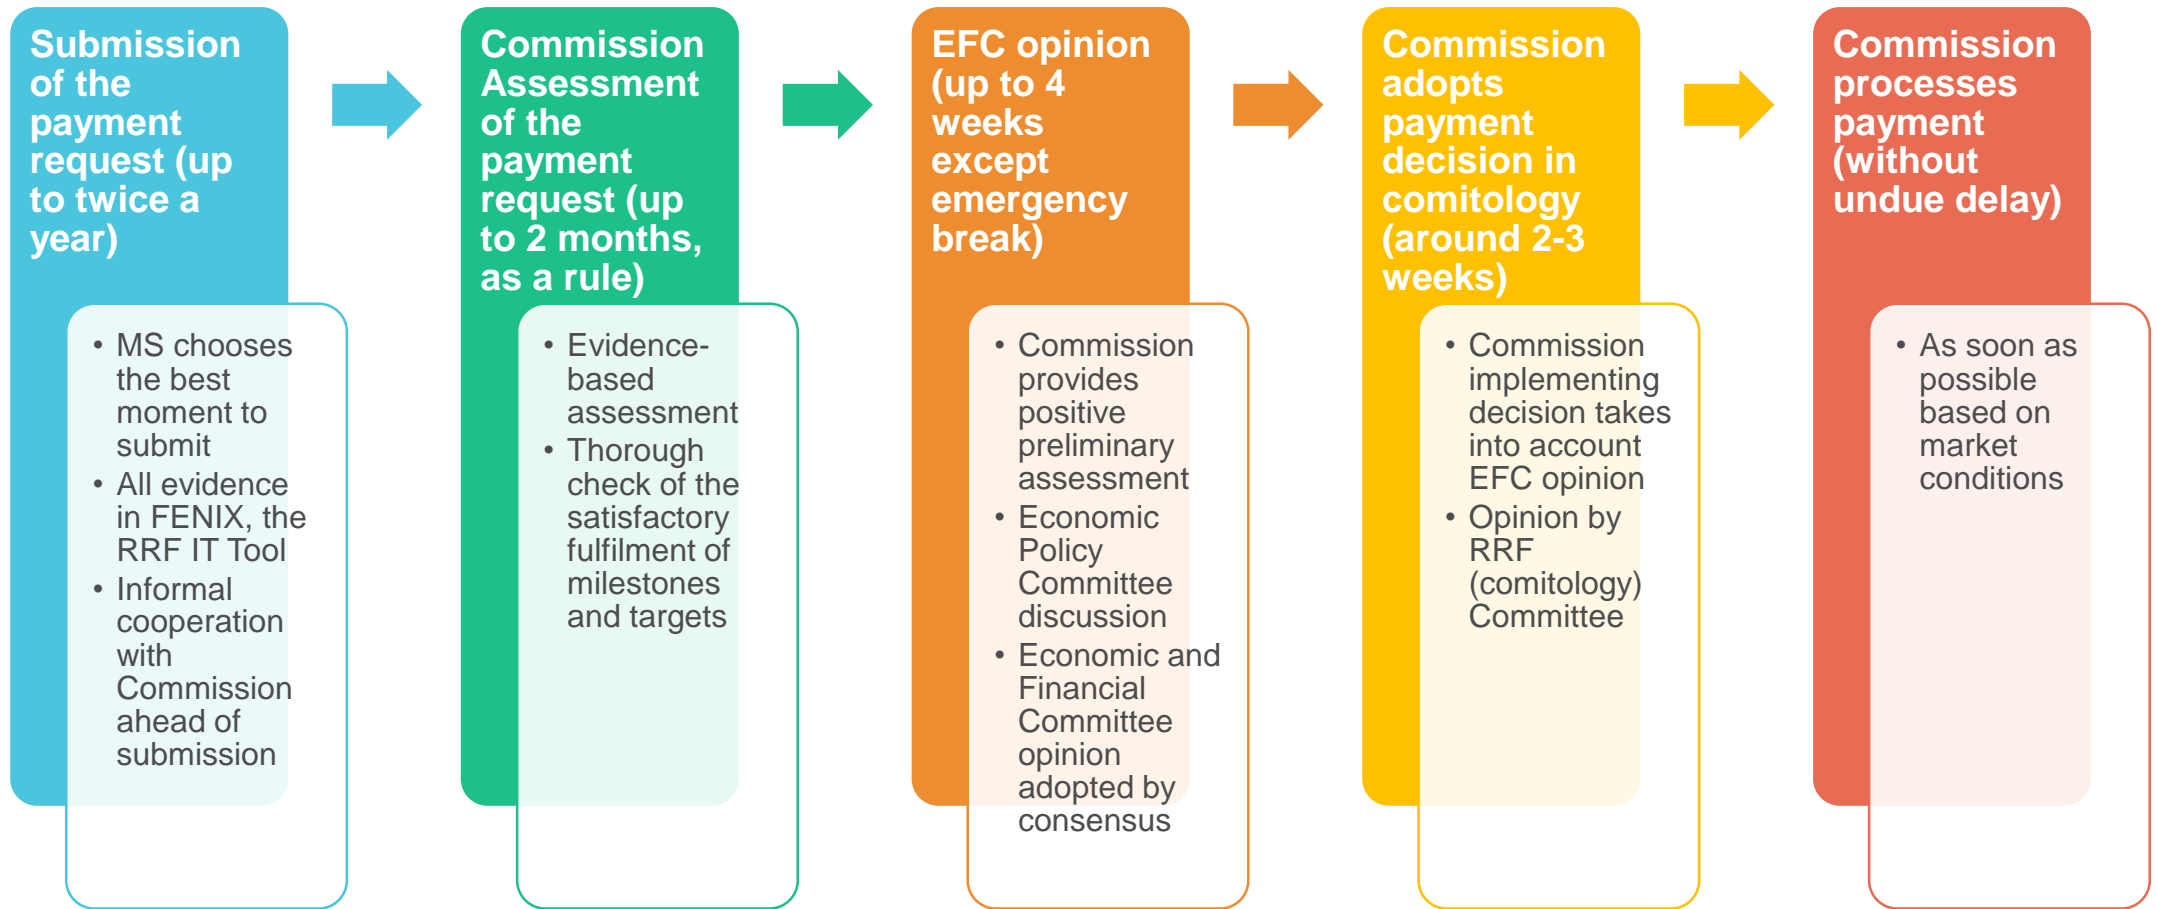 Submission
of the
payment
request (up
to twice a
year)
• MS chooses
the best
moment to
submit
• All evidence
in FENIX, the
RRF IT Tool
• Informal
cooperation
with
Commission
ahead of
submission
Commission
Assessment
of the
payment
request (up
to 2 months,
as a rule)
• Evidence-
based
assessment
• Thorough
check of the
satisfactory
fulfilment of
milestones
and targets
EFC opinion
(up to 4
weeks
except
emergency
break)
• Commission
provides
positive
preliminary
assessment
• Economic
Policy
Committee
discussion
• Economic and
Financial
Committee
opinion
adopted by
consensus
Commission
adopts
payment
decision in
comitology
(around 2-3
weeks)
• Commission
implementing
decision takes
into account
EFC opinion
• Opinion by
RRF
(comitology)
Committee
Commission
processes
payment
(without
undue delay)
• As soon as
possible
based on
market
conditions